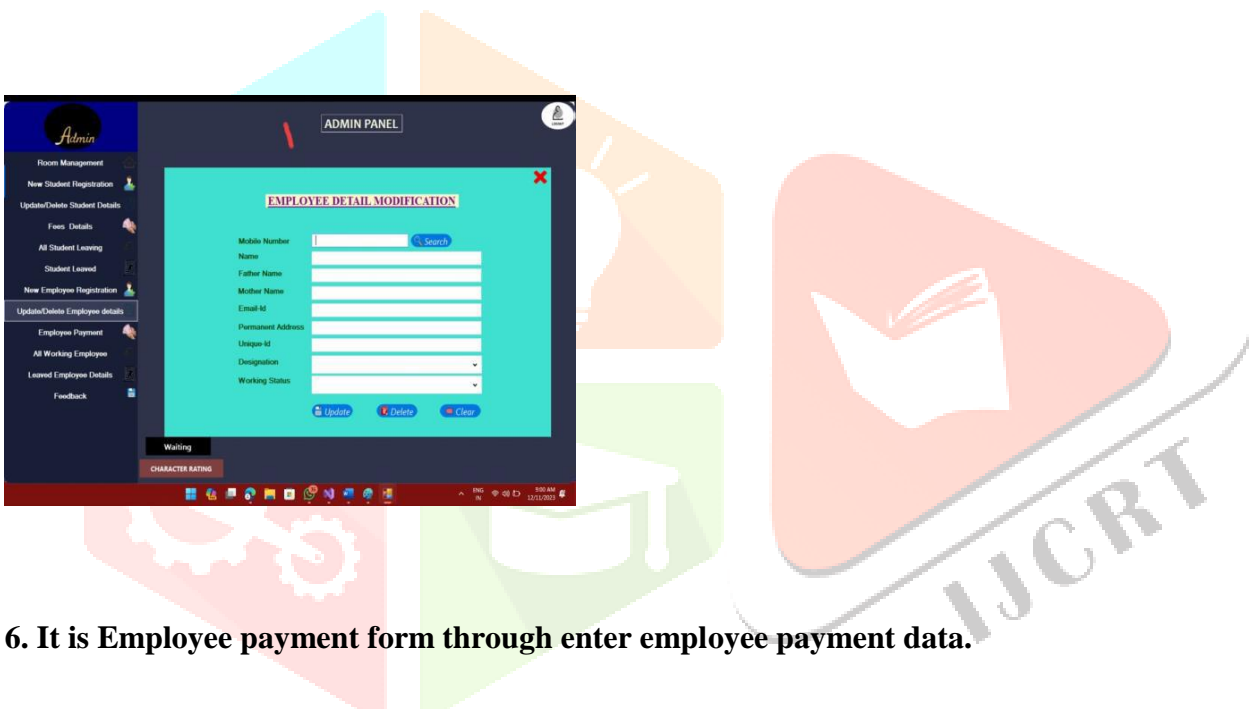 Admin
ADMIN PANEL
Room Management
New Student Registration
Update/Delete Student Details
Fees Details
All Student Leaving
Student Leaved
New Employee Registration
Update/Delete Employee details
Employee Payment
All Working Employee
Leaved Employee Details
Feedback
EMPLOYEE DETAIL MODIFICATION
Mobile Number
Search
Name
Father Name
Mother Name
Email-Id
Permanent Address
Unique-Id
Designation
Working Status
Update Delete Clear
Waiting
CHARACTER RATING
ENG
IN
9:00 AM
12/11/2023
IJCRT
6. It is Employee payment form through enter employee payment data.